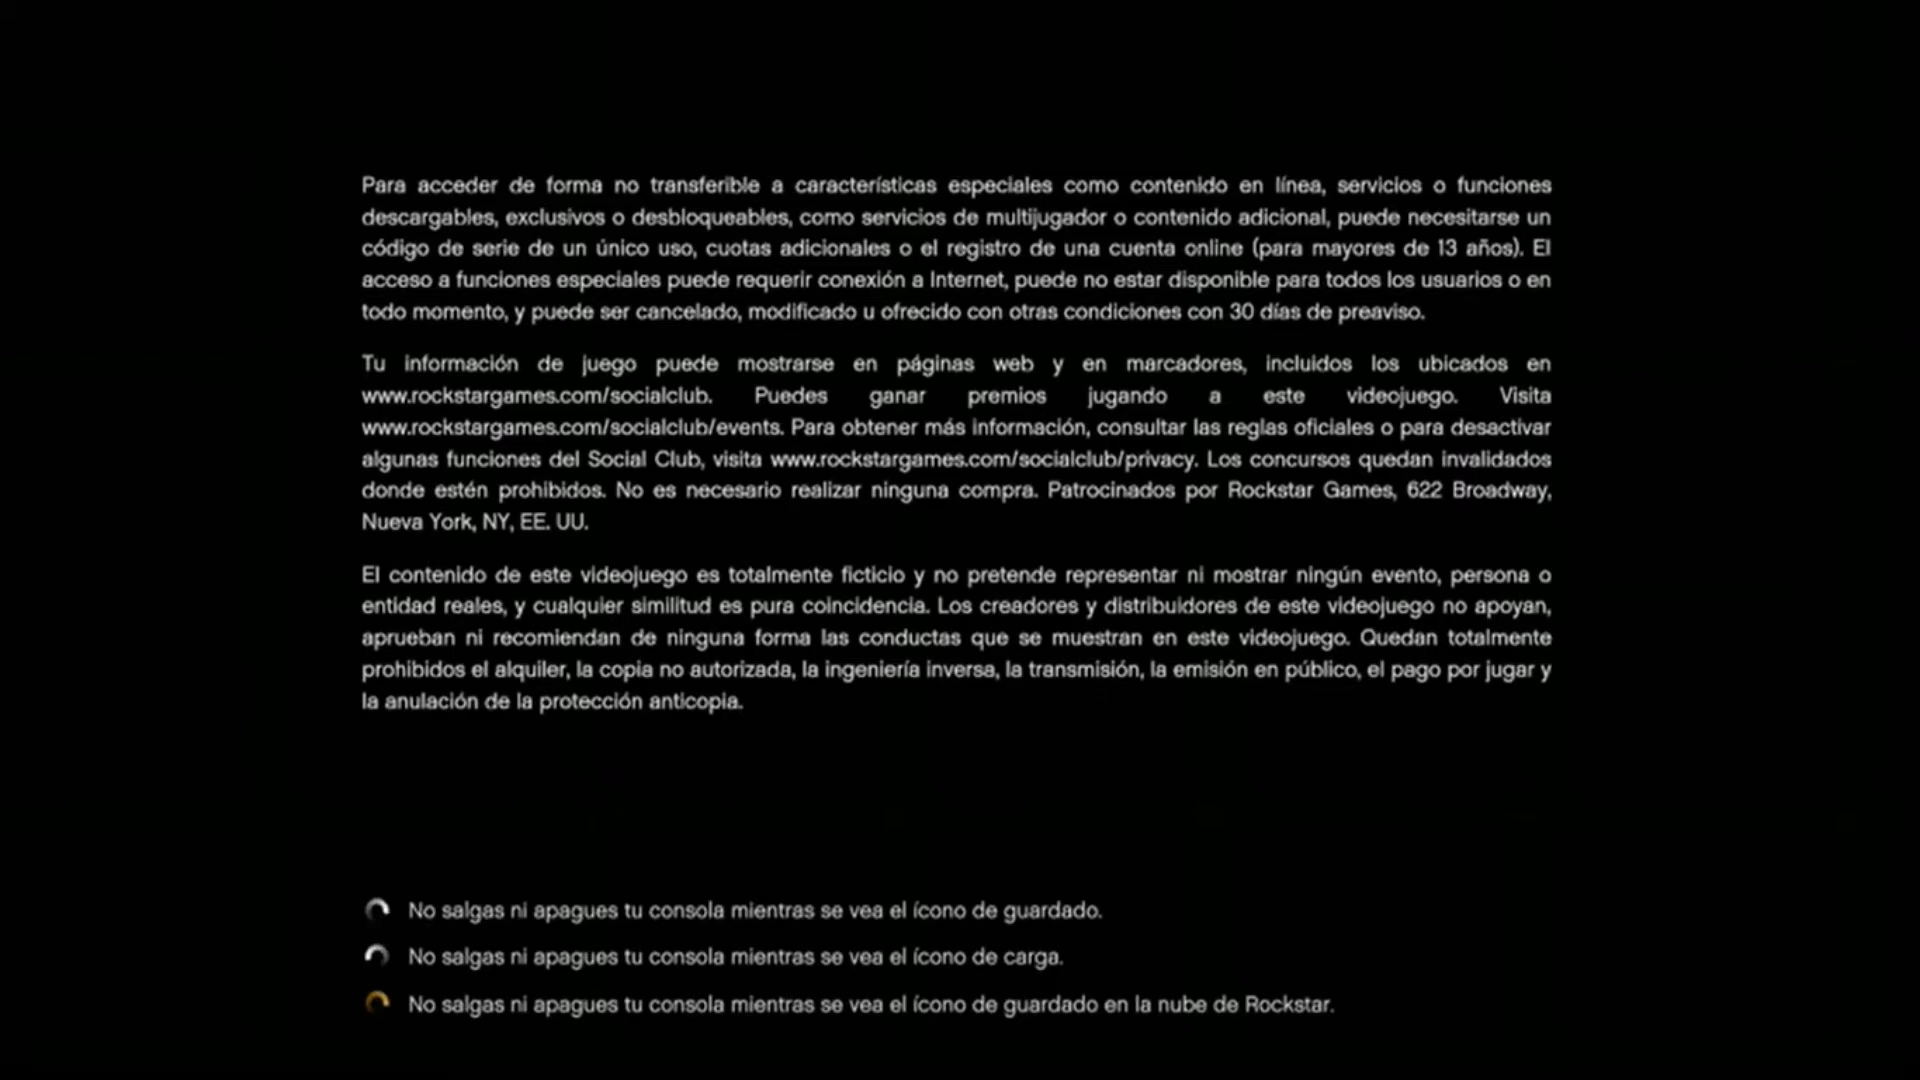 Para acceder de forma no transferible a características especiales como contenido en línea, servicios o funciones
descargables, exclusivos o desbloqueables, como servicios de multijugador o contenido adicional, puede necesitarse un
código de serie de un único uso, cuotas adicionales o el registro de una cuenta online (para mayores de 13 años). El
acceso a funciones especiales puede requerir conexión a Internet, puede no estar disponible para todos los usuarios o en
todo momento, y puede ser cancelado, modificado u ofrecido con otras condiciones con 30 días de preaviso.
Tu información de juego puede mostrarse en páginas web y en marcadores, incluidos los ubicados en
www.rockstargames.com/socialclub. Puedes ganar premios jugando a este videojuego. Visita
www.rockstargames.com/socialclub/events. Para obtener más información, consultar las reglas oficiales o para desactivar
algunas funciones del Social Club, visita www.rockstargames.com/socialclub/privacy. Los concursos quedan invalidados
donde estén prohibidos. No es necesario realizar ninguna compra. Patrocinados por Rockstar Games, 622 Broadway,
Nueva York, NY, EE. UU.
El contenido de este videojuego es totalmente ficticio y no pretende representar ni mostrar ningún evento, persona o
entidad reales, y cualquier similitud es pura coincidencia. Los creadores y distribuidores de este videojuego no apoyan,
aprueban ni recomiendan de ninguna forma las conductas que se muestran en este videojuego. Quedan totalmente
prohibidos el alquiler, la copia no autorizada, la ingeniería inversa, la transmisión, la emisión en público, el pago por jugar y
la anulación de la protección anticopia.
No salgas ni apagues tu consola mientras se vea el ícono de guardado.
No salgas ni apagues tu consola mientras se vea el ícono de carga.
No salgas ni apagues tu consola mientras se vea el ícono de guardado en la nube de Rockstar.